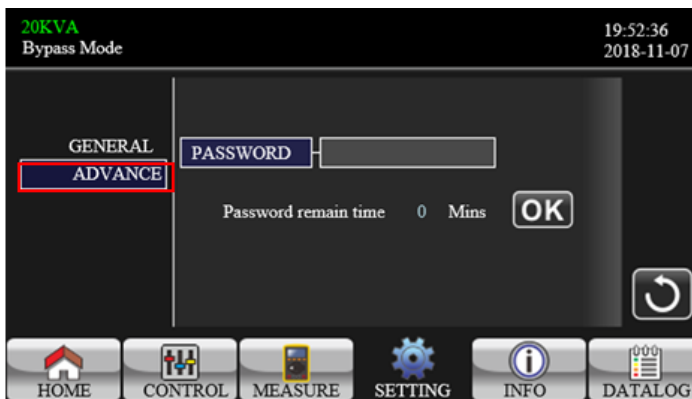 20KVA
Bypass Mode
19:52:36
2018-11-07
GENERAL
ADVANCE
PASSWORD
Password remain time 0 Mins OK
HOME CONTROL MEASURE SETTING INFO DATALOG